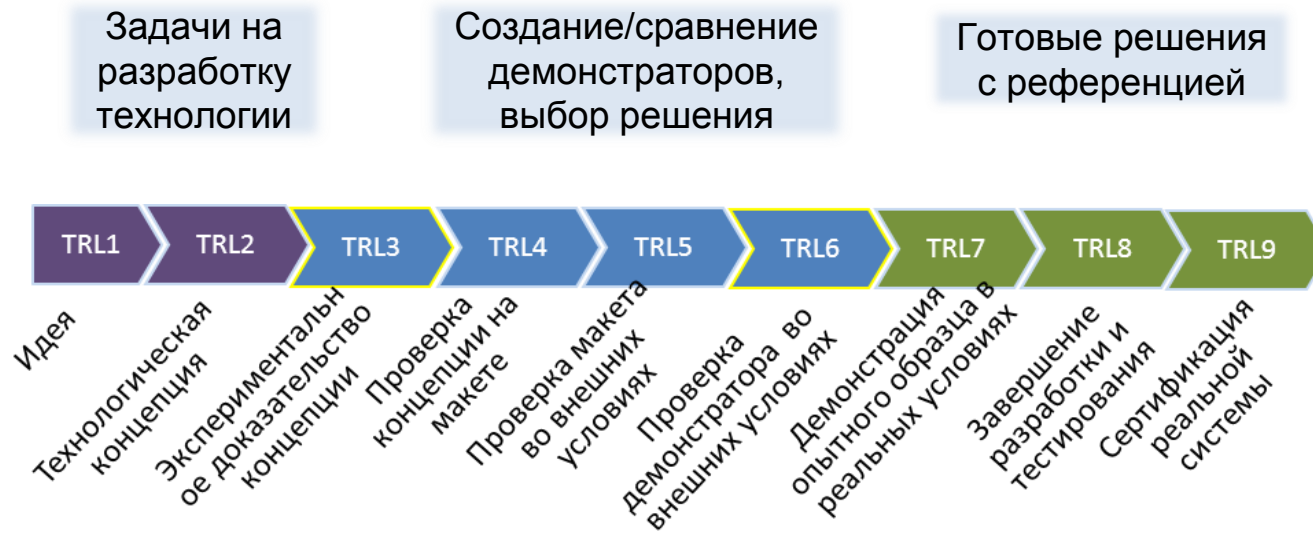 Задачи на
разработку
технологии
Создание/сравнение
демонстраторов,
выбор решения
Готовые решения
с референцией
TRL1
TRL2
TRL3
TRL4
TRL5
TRL6
TRL7
TRL8
TRL9
Идея
Технологическая
концепция
Экспериментальн
ое доказательство
концепции
Проверка
концепции на
макете
Проверка макета
во внешних
условиях
Проверка
демонстратора во
внешних условиях
Демонстрация
опытного образца в
реальных условиях
Завершение
разработки и
тестирования
Сертификация
реальной
системы